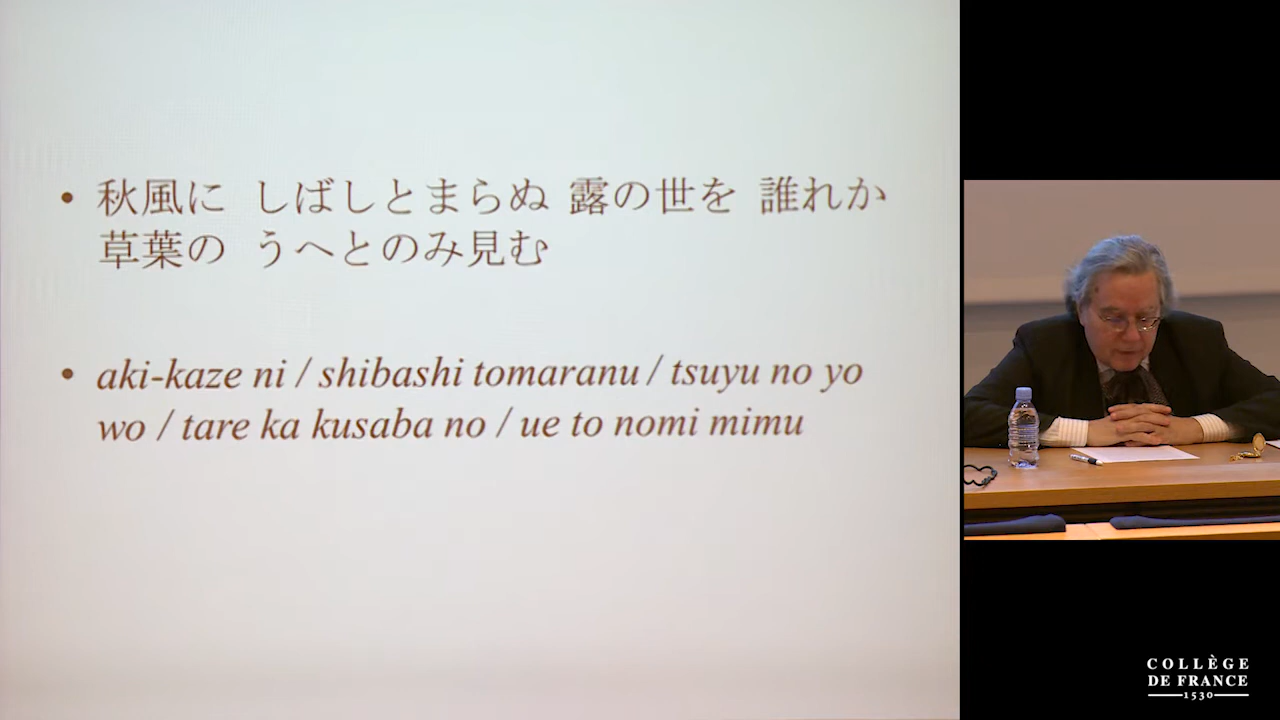 • 秋風に しばしとまらぬ 露の世を 誰れか
草葉の うへとのみ見む
• aki-kaze ni / shibashi tomaranu / tsuyu no yo
wo / tare ka kusaba no / ue to nomi mimu
COLLÈGE
DE FRANCE
1530